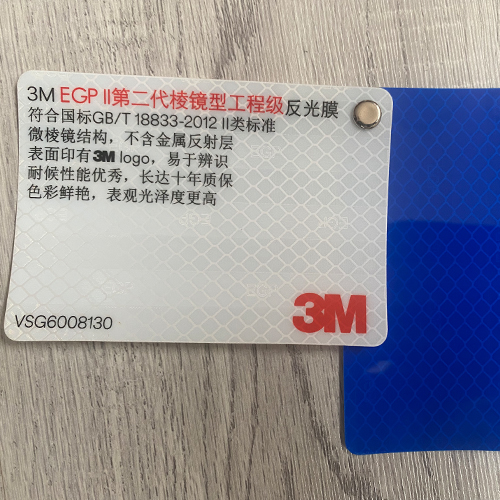 3M EGP II第二代棱镜型工程级反光膜
符合国标GB/T 18833-2012 II类标准
微棱镜结构，不含金属反射层
表面印有3M logo，易于辨识
耐候性能优秀，长达十年质保
色彩鲜艳，表观光泽度更高
3M
VSG6008130